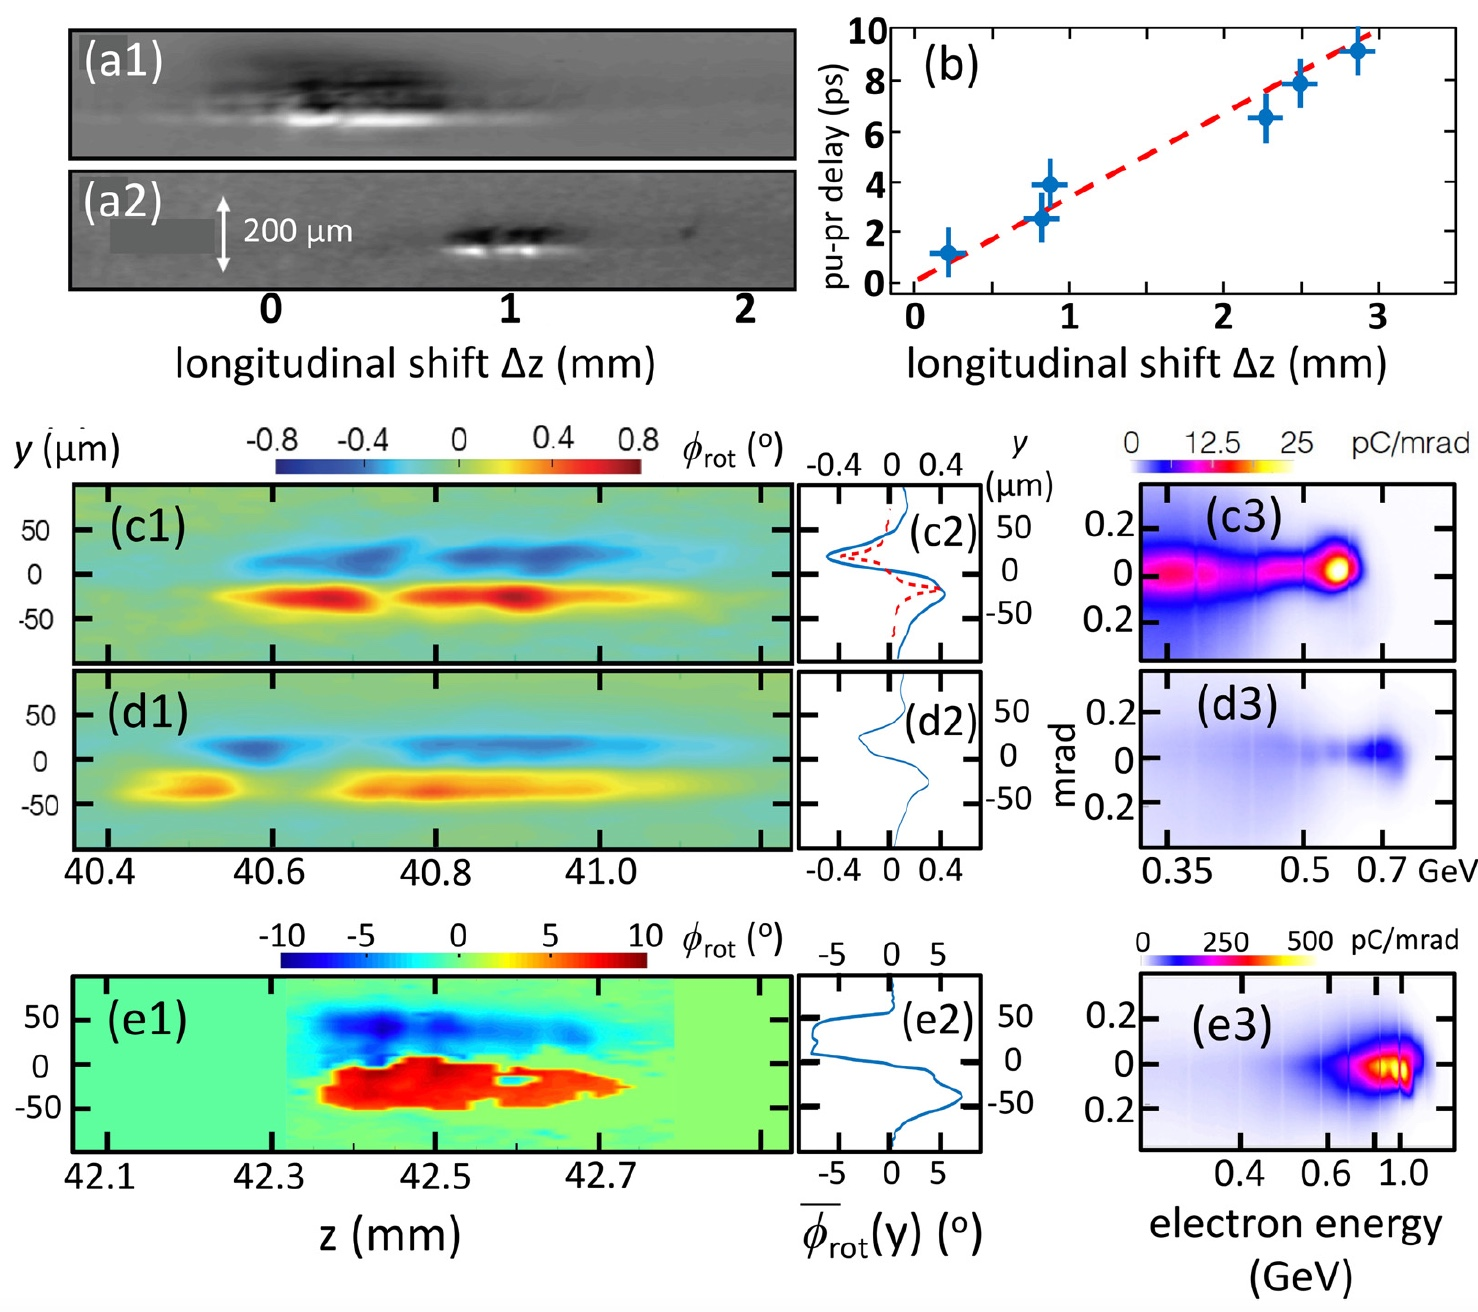 (a1)
(a2)
200 μm
0 1 2
longitudinal shift Δz (mm)
(b)
pu-pr delay (ps)
10
8
6
4
2
0
0 1 2 3
longitudinal shift Δz (mm)
y (μm)
-0.8 -0.4 0 0.4 0.8 ϕrot (o)
(c1)
50
0
-50
-0.4 0 0.4
y
(μm)
(c2)
50
0
-50
0 12.5 25 pC/mrad
(c3)
0.2
0
0.2
(d1)
50
0
-50
40.4 40.6 40.8 41.0
(d2)
50
0
-50
-0.4 0 0.4
mrad
(d3)
0.2
0
0.2
0.35 0.5 0.7 GeV
-10 -5 0 5 10 ϕrot (o)
(e1)
50
0
-50
42.1 42.3 42.5 42.7
z (mm)
-5 0 5
(e2)
50
0
-50
-5 0 5
ϕrot(y) (o)
0 250 500 pC/mrad
(e3)
0.2
0
0.2
0.4 0.6 1.0
electron energy
(GeV)